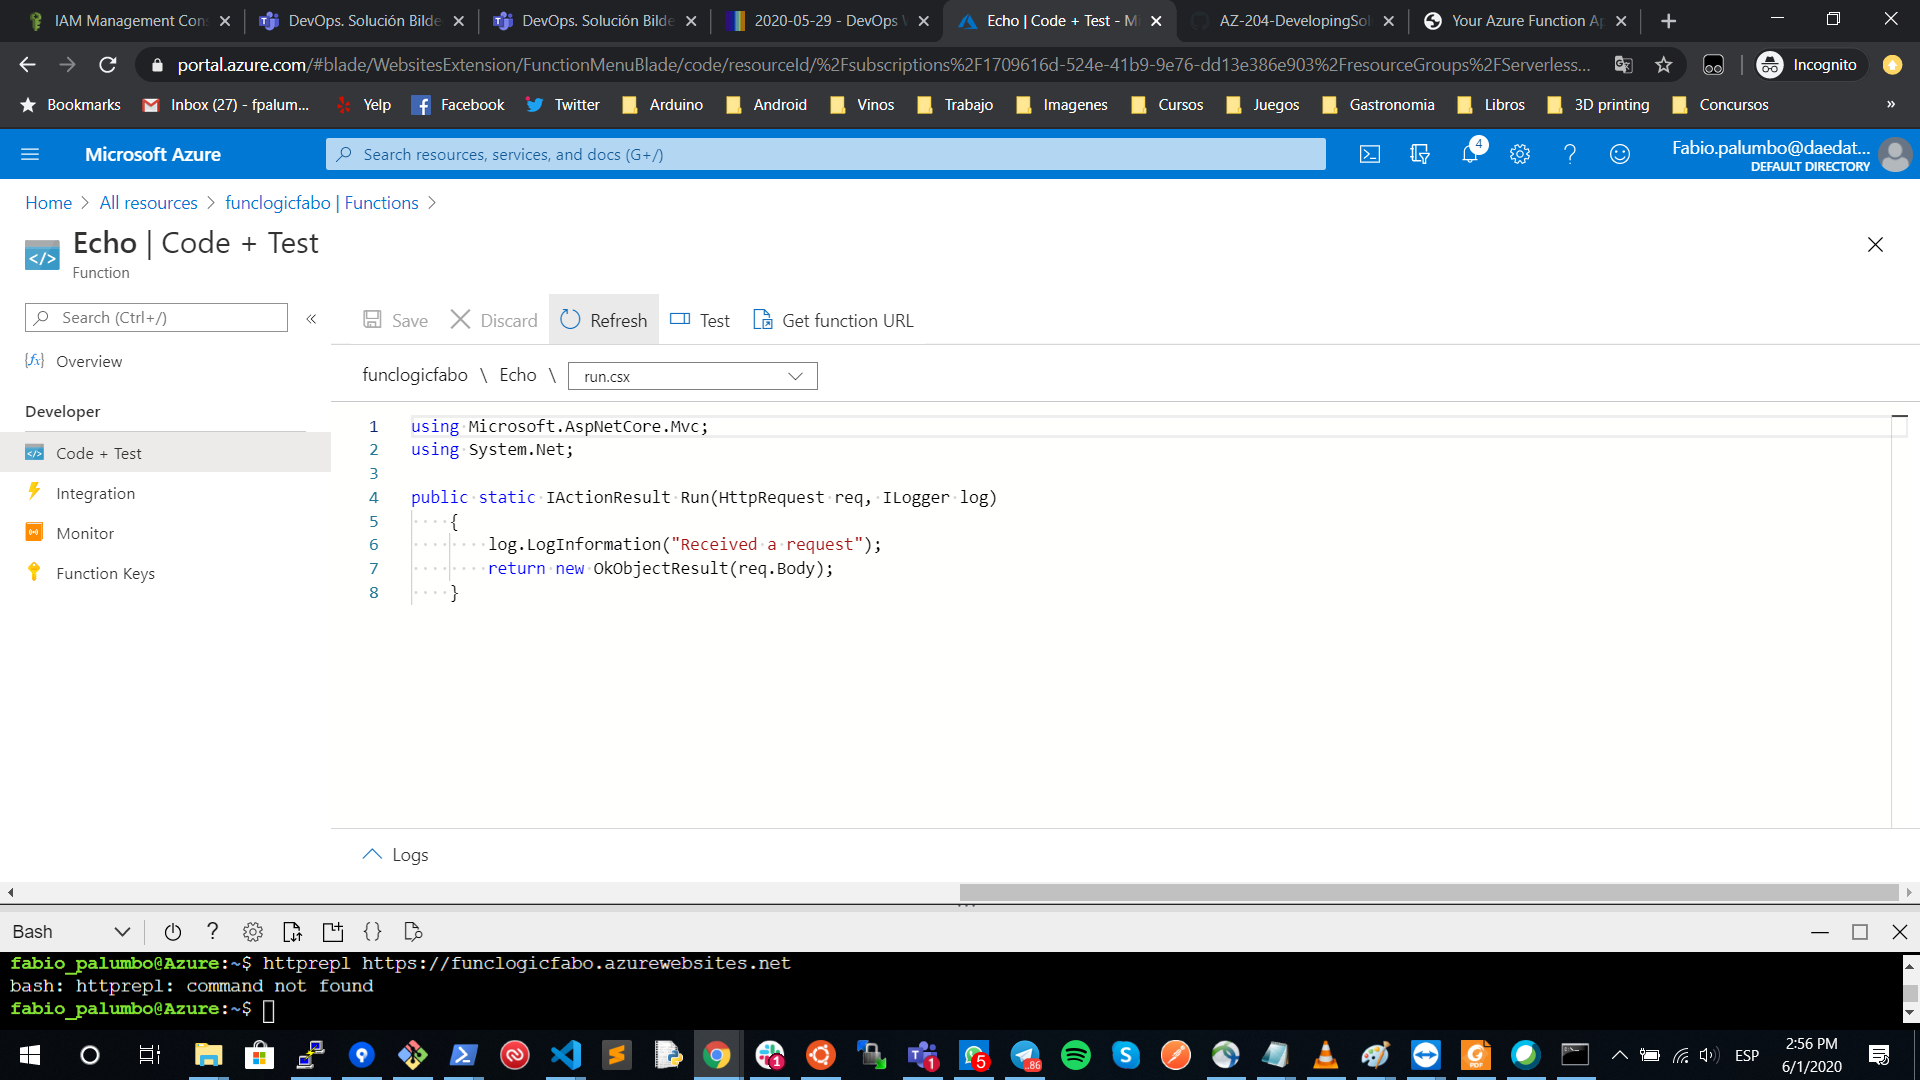 IAM Management Cons
DevOps. Solución Bilde
DevOps. Solución Bilde
2020-05-29 - DevOps
Echo | Code + Test - Mi
AZ-204-DevelopingSol
Your Azure Function Ap
portal.azure.com/#blade/WebsitesExtension/FunctionMenuBlade/code/resourceId/%2Fsubscriptions%2F1709616d-524e-41b9-9e76-dd13e386e903%2FresourceGroups%2FServerless...
Incognito
Bookmarks
Inbox (27) - fpalum...
Yelp
Facebook
Twitter
Arduino
Android
Vinos
Trabajo
Imagenes
Cursos
Juegos
Gastronomia
Libros
3D printing
Concursos
»
Microsoft Azure
Search resources, services, and docs (G+/)
4
Fabio.palumbo@daedat...
DEFAULT DIRECTORY
Home > All resources > funclogicfabo | Functions >
Echo | Code + Test
Function
Search (Ctrl+/)
«
Save
Discard
Refresh
Test
Get function URL
Overview
Developer
Code + Test
Integration
Monitor
Function Keys
funclogicfabo \ Echo \ run.csx
1 using Microsoft.AspNetCore.Mvc;
2 using System.Net;
3
4 public static IActionResult Run(HttpRequest req, ILogger log)
5 {
6 log.LogInformation("Received a request");
7 return new OkObjectResult(req.Body);
8 }
Logs
Bash
fabio_palumbo@Azure:~$ httprepl https://funclogicfabo.azurewebsites.net
bash: httprepl: command not found
fabio_palumbo@Azure:~$
1
1
5
..86
PDF
ESP
2:56 PM
6/1/2020